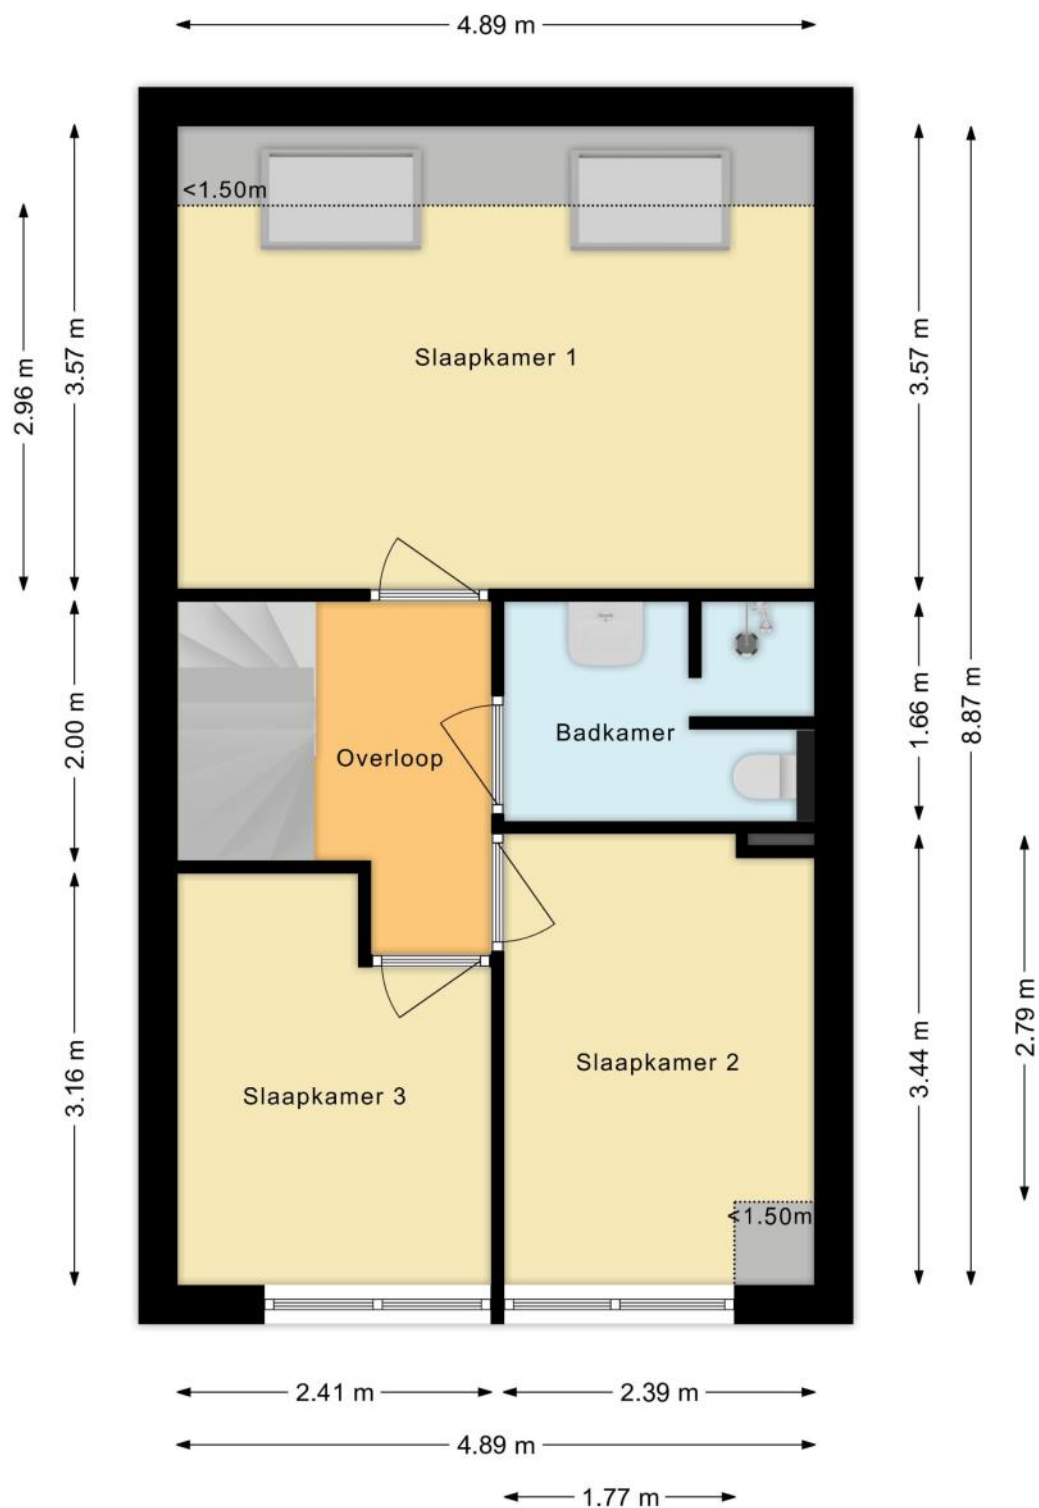 4.89 m
<1.50m
2.96 m
3.57 m
Slaapkamer 1
3.57 m
8.87 m
2.00 m
Overloop
Badkamer
1.66 m
3.16 m
Slaapkamer 3
Slaapkamer 2
3.44 m
2.79 m
<1.50m
2.41 m
2.39 m
4.89 m
1.77 m